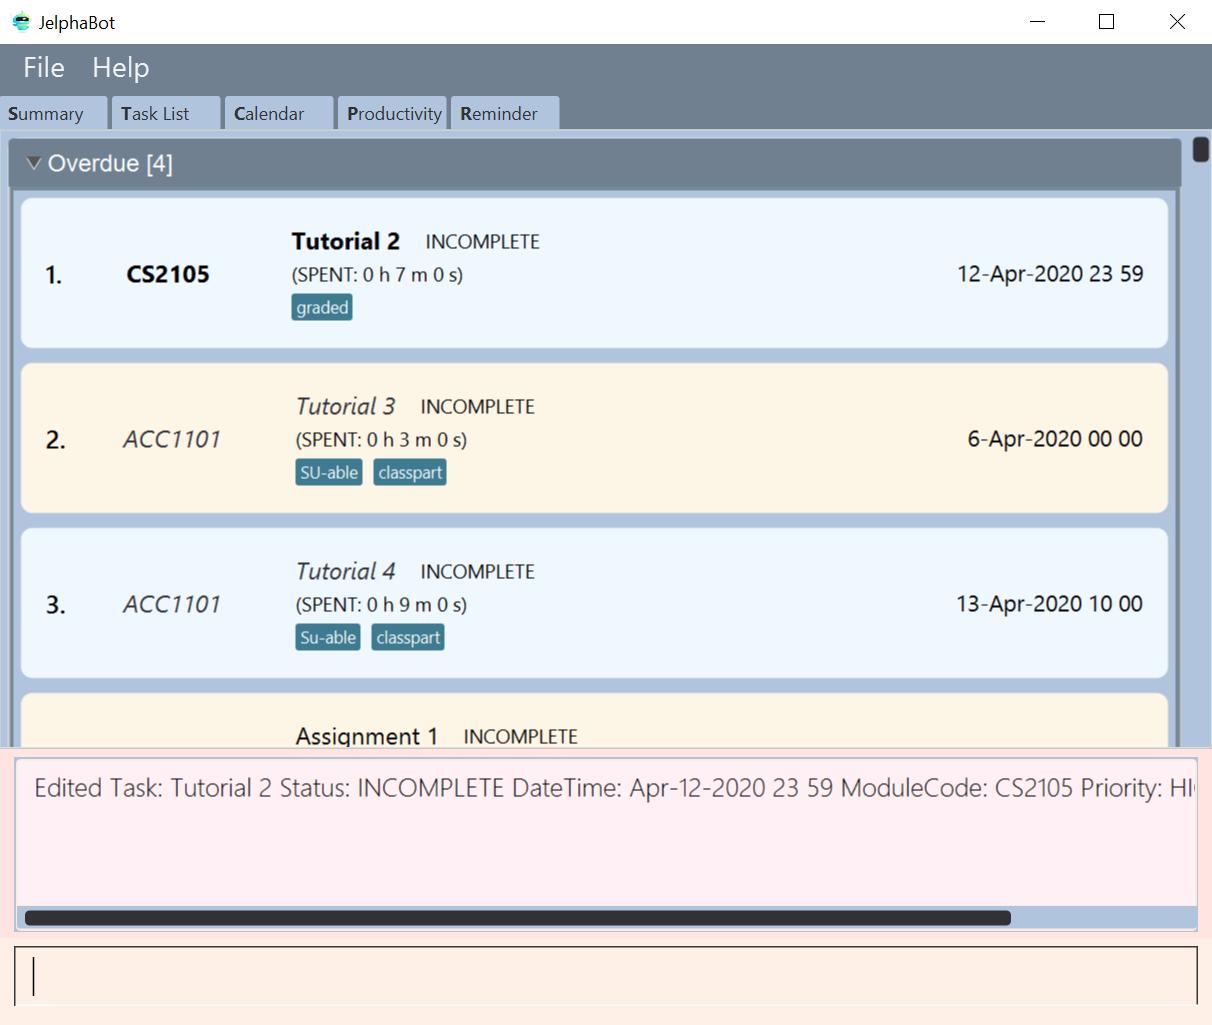 JelphaBot
File Help
Summary Task List Calendar Productivity Reminder
Overdue [4]
Tutorial 2 INCOMPLETE
1. CS2105 (SPENT: 0 h 7 m 0 s) 12-Apr-2020 23 59
graded
Tutorial 3 INCOMPLETE
2. ACC1101 (SPENT: 0 h 3 m 0 s) 6-Apr-2020 00 00
SU-able classpart
Tutorial 4 INCOMPLETE
3. ACC1101 (SPENT: 0 h 9 m 0 s) 13-Apr-2020 10 00
Su-able classpart
Assignment 1 INCOMPLETE
Edited Task: Tutorial 2 Status: INCOMPLETE DateTime: Apr-12-2020 23 59 ModuleCode: CS2105 Priority: